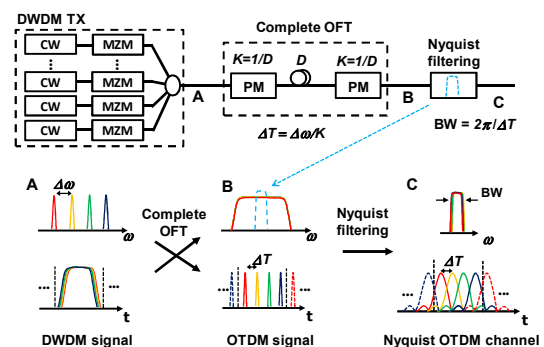 DWDM TX
Complete OFT
CW MZM
CW MZM
CW MZM
CW MZM
A
K=1/D D K=1/D
PM PM
ΔT = Δω/K
B
Nyquist
filtering
C
BW = 2π/ΔT
A
Δω
ω
... ...
t
DWDM signal
Complete
OFT
B
ω
ΔT
... ...
t
OTDM signal
Nyquist
filtering
C
BW
ω
ΔT
... ...
t
Nyquist OTDM channel